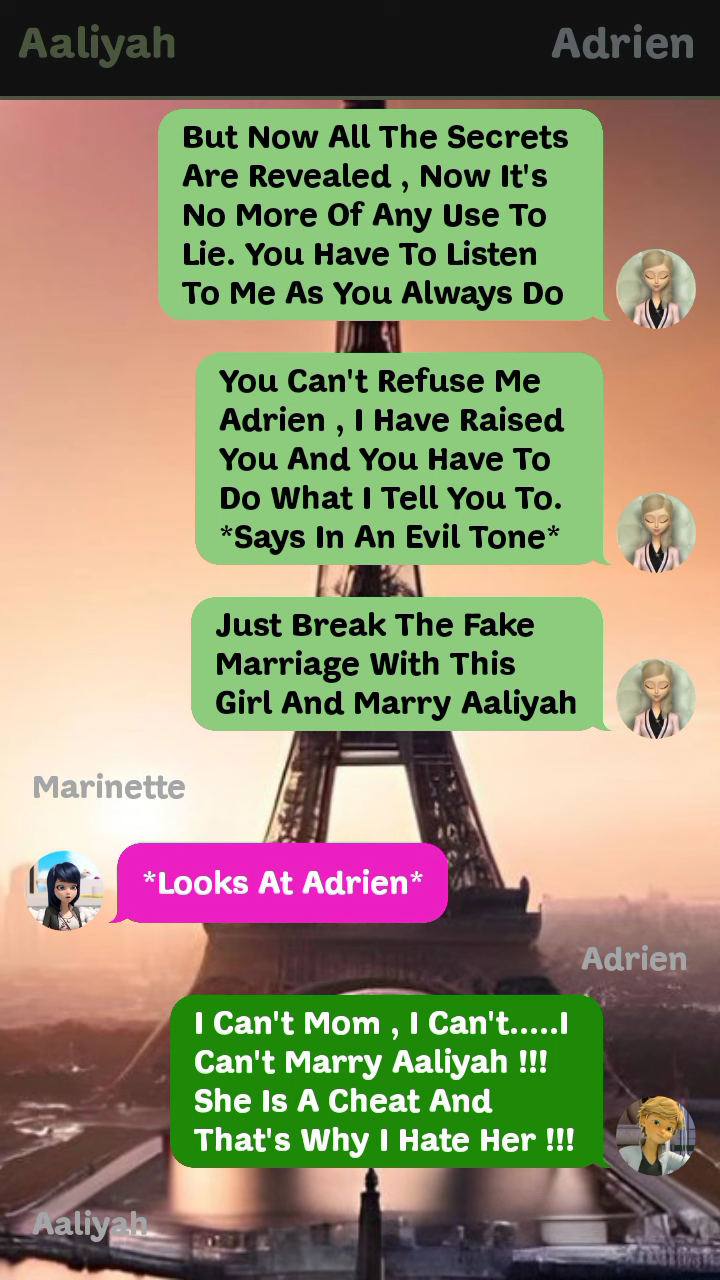 Aaliyah Adrien
But Now All The Secrets
Are Revealed , Now It's
No More Of Any Use To
Lie. You Have To Listen
To Me As You Always Do
You Can't Refuse Me
Adrien , I Have Raised
You And You Have To
Do What I Tell You To.
*Says In An Evil Tone*
Just Break The Fake
Marriage With This
Girl And Marry Aaliyah
Marinette
*Looks At Adrien*
Adrien
I Can't Mom , I Can't.....I
Can't Marry Aaliyah !!!
She Is A Cheat And
That's Why I Hate Her !!!
Aaliyah